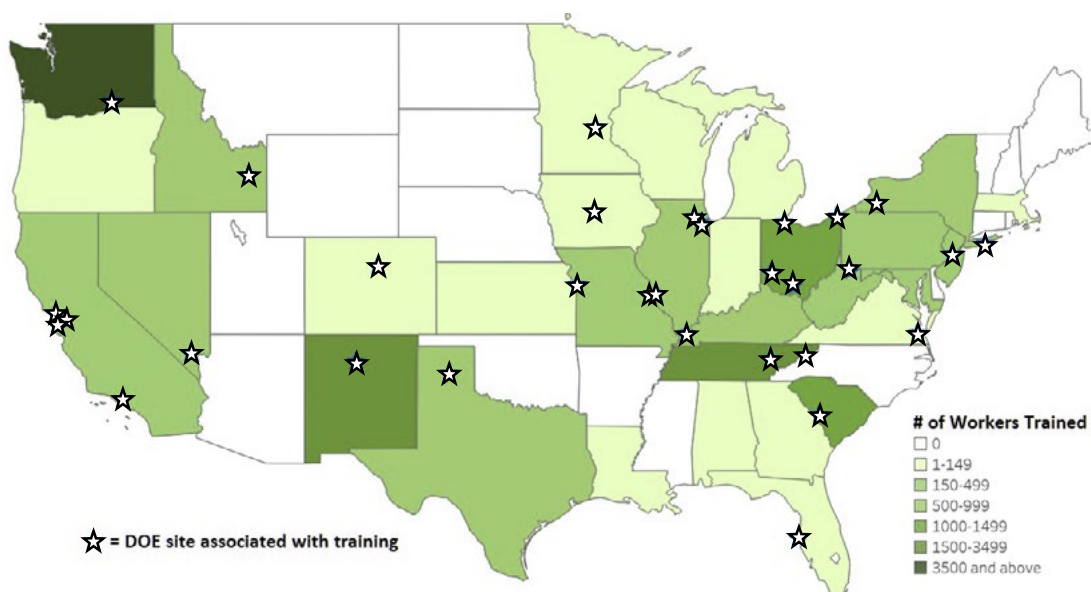 # of Workers Trained
0
1-149
150-499
500-999
1000-1499
1500-3499
3500 and above
= DOE site associated with training